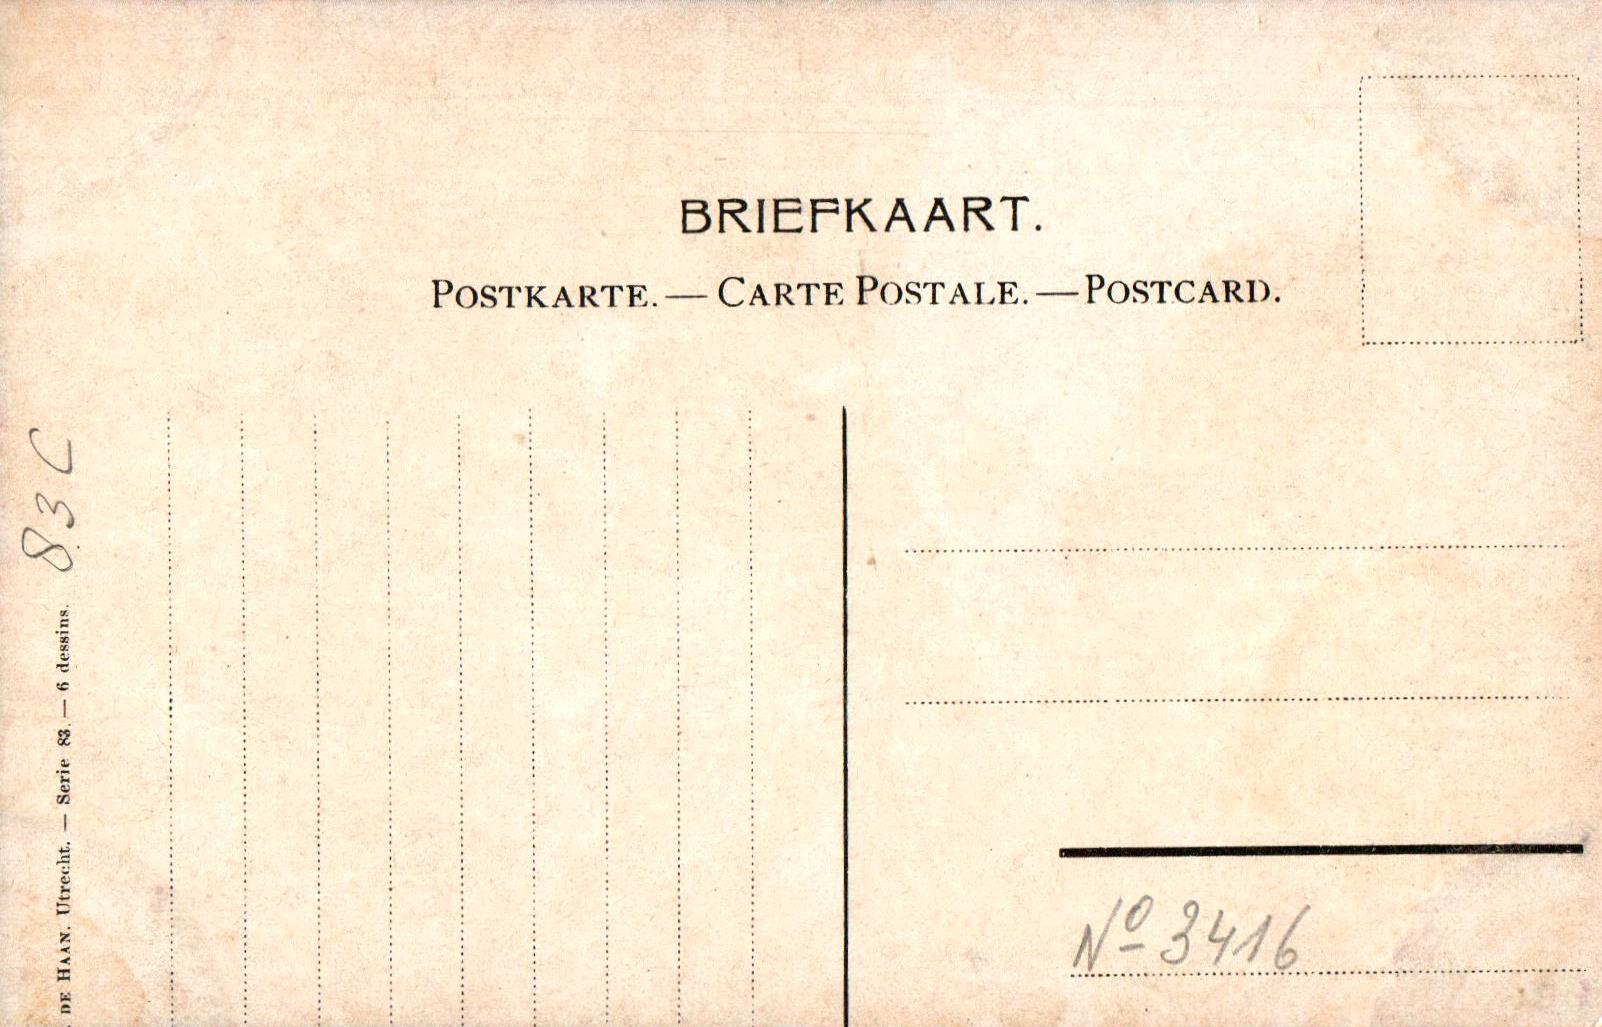 BRIEFKAART.
POSTKARTE. — CARTE POSTALE. — POSTCARD.
83 C
DE HAAN. Utrecht. — Serie 83. — 6 dessins.
Nº 3416